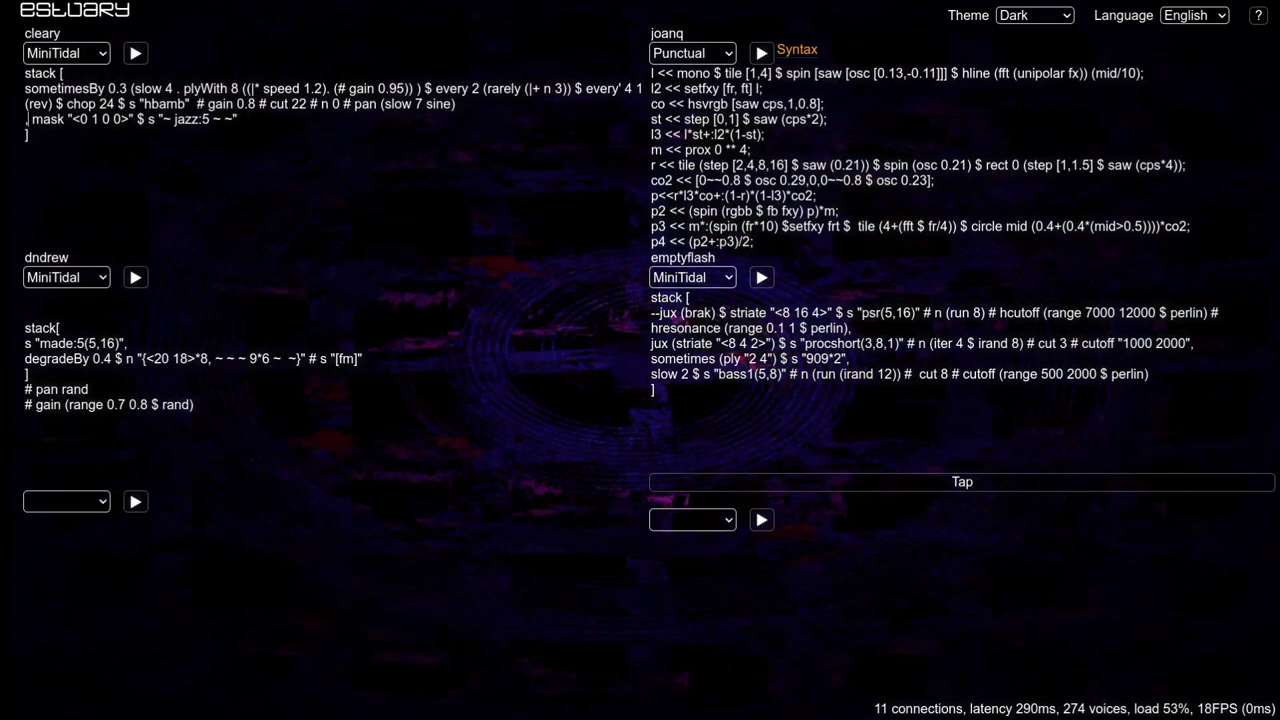 estuary
Theme Dark Language English ?
cleary
MiniTidal
stack [
sometimesBy 0.3 (slow 4 . plyWith 8 ((|* speed 1.2). (# gain 0.95)) ) $ every 2 (rarely (|+ n 3)) $ every' 4 1
(rev) $ chop 24 $ s "hbamb" # gain 0.8 # cut 22 # n 0 # pan (slow 7 sine)
, mask "<0 1 0 0>" $ s "~ jazz:5 ~ ~"
]
joanq
Punctual Syntax
l << mono $ tile [1,4] $ spin [saw [osc [0.13,-0.11]]] $ hline (fft (unipolar fx)) (mid/10);
l2 << setfxy [fr, ft] l;
co << hsvrgb [saw cps,1,0.8];
st << step [0,1] $ saw (cps*2);
l3 << l*st+:l2*(1-st);
m << prox 0 ** 4;
r << tile (step [2,4,8,16] $ saw (0.21)) $ spin (osc 0.21) $ rect 0 (step [1,1.5] $ saw (cps*4));
co2 << [0~~0.8 $ osc 0.29,0,0~~0.8 $ osc 0.23];
p<<r*l3*co+:(1-r)*(1-l3)*co2;
p2 << (spin (rgbb $ fb fxy) p)*m;
p3 << m*:(spin (fr*10) $setfxy frt $ tile (4+(fft $ fr/4)) $ circle mid (0.4+(0.4*(mid>0.5))))*co2;
p4 << (p2+:p3)/2;
dndrew
MiniTidal
stack[
s "made:5(5,16)",
degradeBy 0.4 $ n "{<20 18>*8, ~ ~ ~ 9*6 ~ ~}" # s "[fm]"
]
# pan rand
# gain (range 0.7 0.8 $ rand)
emptyflash
MiniTidal
stack [
--jux (brak) $ striate "<8 16 4>" $ s "psr(5,16)" # n (run 8) # hcutoff (range 7000 12000 $ perlin) #
hresonance (range 0.1 1 $ perlin),
jux (striate "<8 4 2>") $ s "procshort(3,8,1)" # n (iter 4 $ irand 8) # cut 3 # cutoff "1000 2000",
sometimes (ply "2 4") $ s "909*2",
slow 2 $ s "bass1(5,8)" # n (run (irand 12)) # cut 8 # cutoff (range 500 2000 $ perlin)
]
Tap
11 connections, latency 290ms, 274 voices, load 53%, 18FPS (0ms)